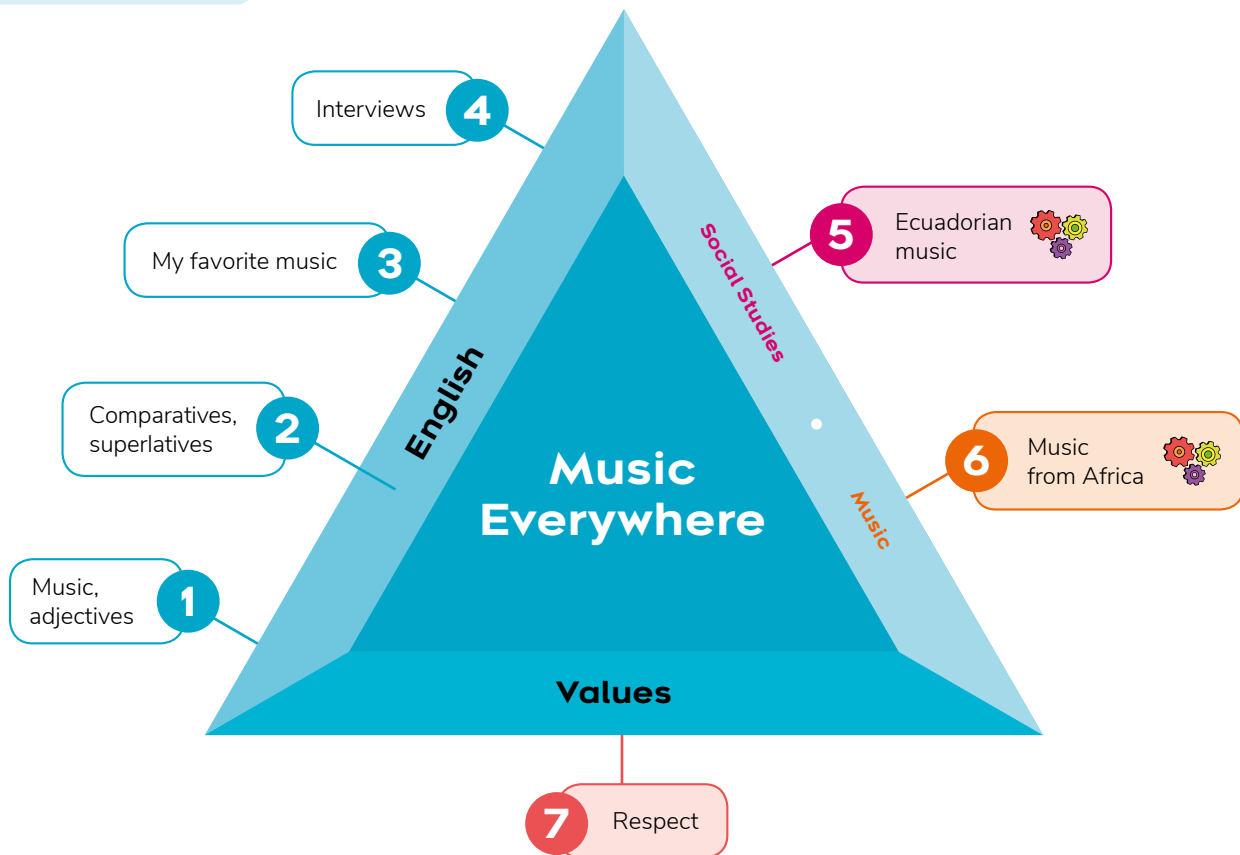 4
Interviews
3
My favorite music
2
Comparatives,
superlatives
1
Music,
adjectives
English
Music
Everywhere
Social Studies
Music
5
Ecuadorian
music
6
Music
from Africa
Values
7
Respect